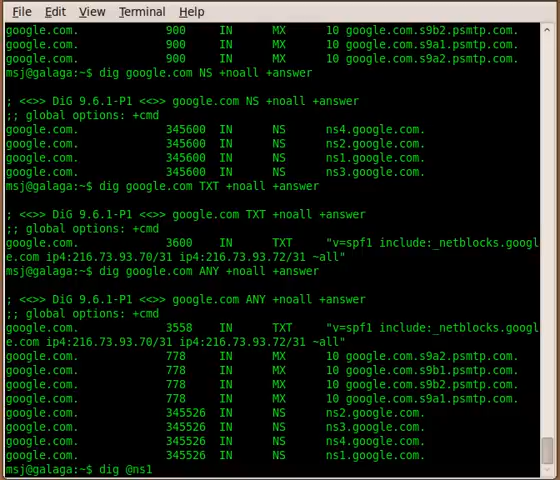 File Edit View Terminal Help
google.com. 900 IN MX 10 google.com.s9b2.psmtp.com.
google.com. 900 IN MX 10 google.com.s9a1.psmtp.com.
google.com. 900 IN MX 10 google.com.s9a2.psmtp.com.
msj@galaga:~$ dig google.com NS +noall +answer
; <<>> DiG 9.6.1-P1 <<>> google.com NS +noall +answer
;; global options: +cmd
google.com. 345600 IN NS ns4.google.com.
google.com. 345600 IN NS ns2.google.com.
google.com. 345600 IN NS ns1.google.com.
google.com. 345600 IN NS ns3.google.com.
msj@galaga:~$ dig google.com TXT +noall +answer
; <<>> DiG 9.6.1-P1 <<>> google.com TXT +noall +answer
;; global options: +cmd
google.com. 3600 IN TXT "v=spf1 include:_netblocks.googl
e.com ip4:216.73.93.70/31 ip4:216.73.93.72/31 ~all"
msj@galaga:~$ dig google.com ANY +noall +answer
; <<>> DiG 9.6.1-P1 <<>> google.com ANY +noall +answer
;; global options: +cmd
google.com. 3558 IN TXT "v=spf1 include:_netblocks.googl
e.com ip4:216.73.93.70/31 ip4:216.73.93.72/31 ~all"
google.com. 778 IN MX 10 google.com.s9a2.psmtp.com.
google.com. 778 IN MX 10 google.com.s9b1.psmtp.com.
google.com. 778 IN MX 10 google.com.s9b2.psmtp.com.
google.com. 778 IN MX 10 google.com.s9a1.psmtp.com.
google.com. 345526 IN NS ns2.google.com.
google.com. 345526 IN NS ns3.google.com.
google.com. 345526 IN NS ns4.google.com.
google.com. 345526 IN NS ns1.google.com.
msj@galaga:~$ dig @ns1